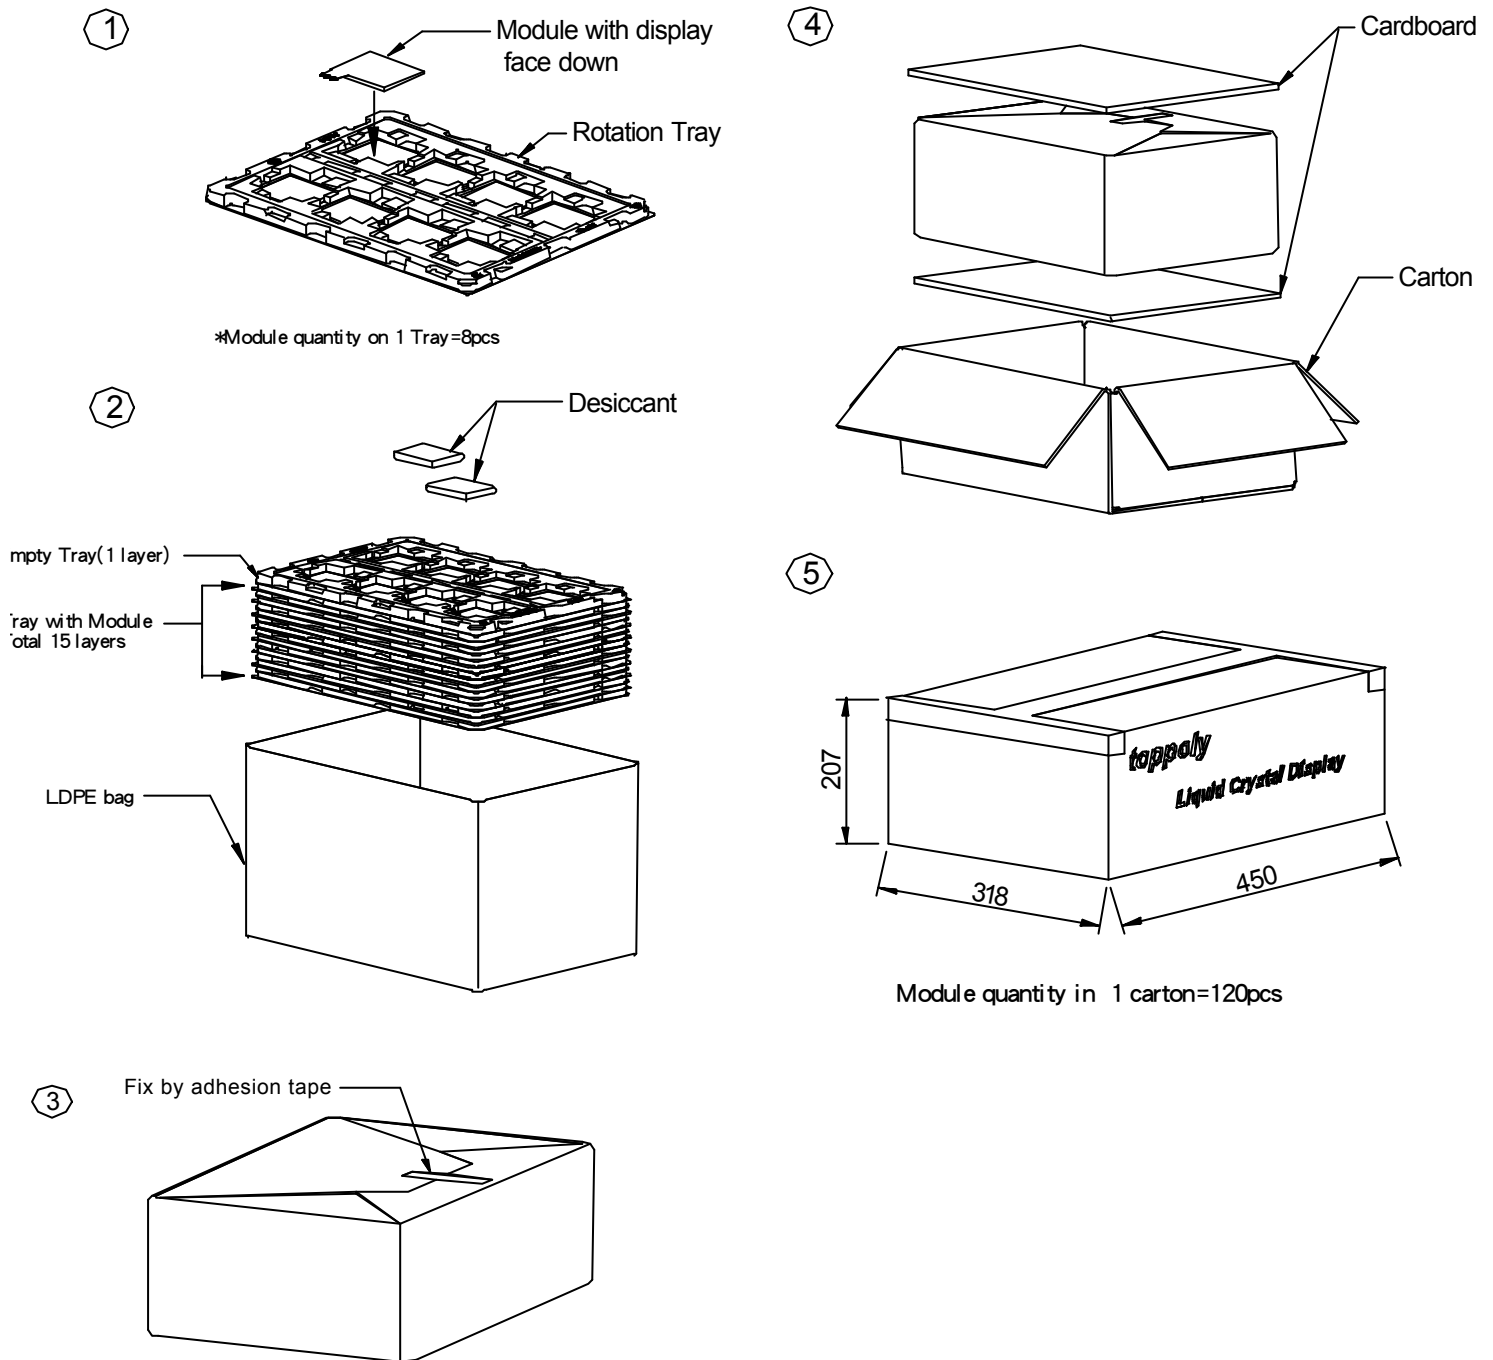 1
Module with display
face down
Rotation Tray
*Module quantity on 1 Tray=8pcs
2
Desiccant
mpty Tray(1 layer)
ray with Module
otal 15 layers
LDPE bag
3
Fix by adhesion tape
4
Cardboard
Carton
5
207
toppoly
Liquid Crystal Display
318
450
Module quantity in 1 carton=120pcs